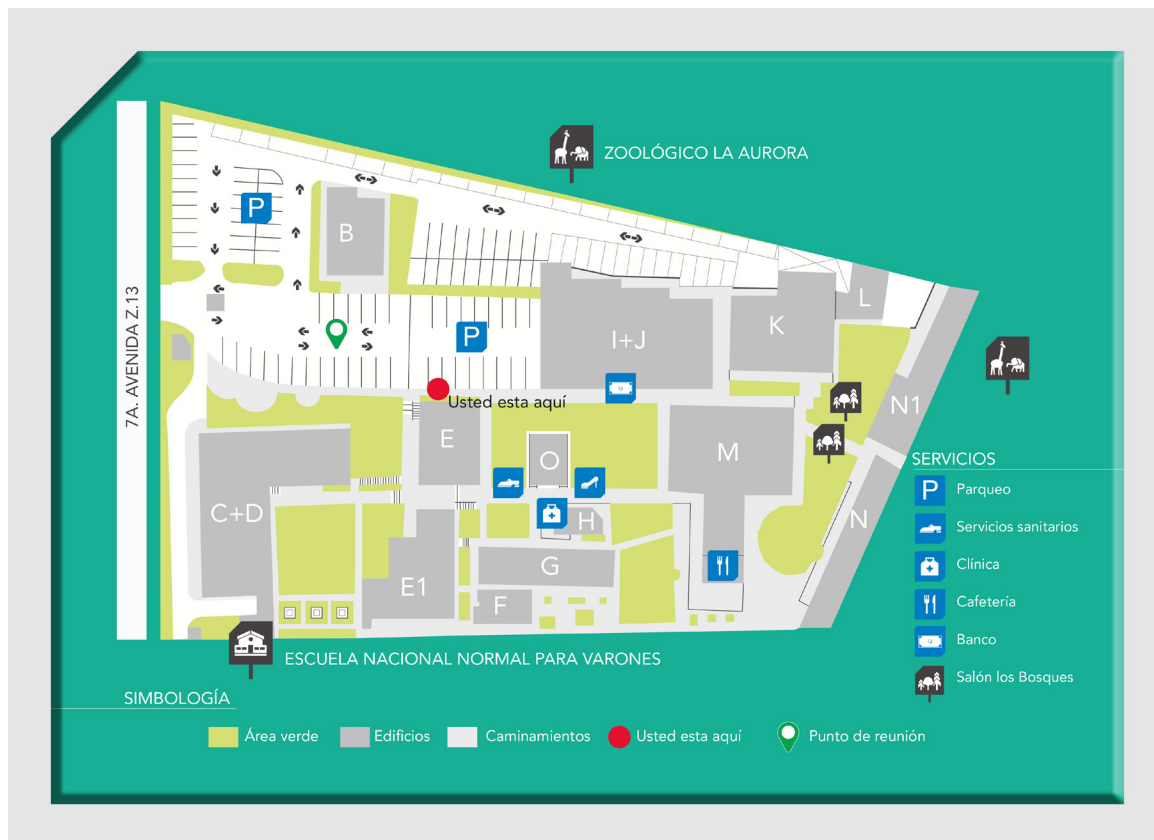 ZOOLÓGICO LA AURORA
7A. AVENIDA Z.13
P
B
L
K
I+J
P
N1
Usted esta aquí
E
M
O
C+D
H
N
G
E1
F
SERVICIOS
P Parqueo
Servicios sanitarios
Clínica
Cafetería
Banco
Salón los Bosques
ESCUELA NACIONAL NORMAL PARA VARONES
SIMBOLOGÍA
Área verde
Edificios
Caminamientos
Usted esta aquí
Punto de reunión